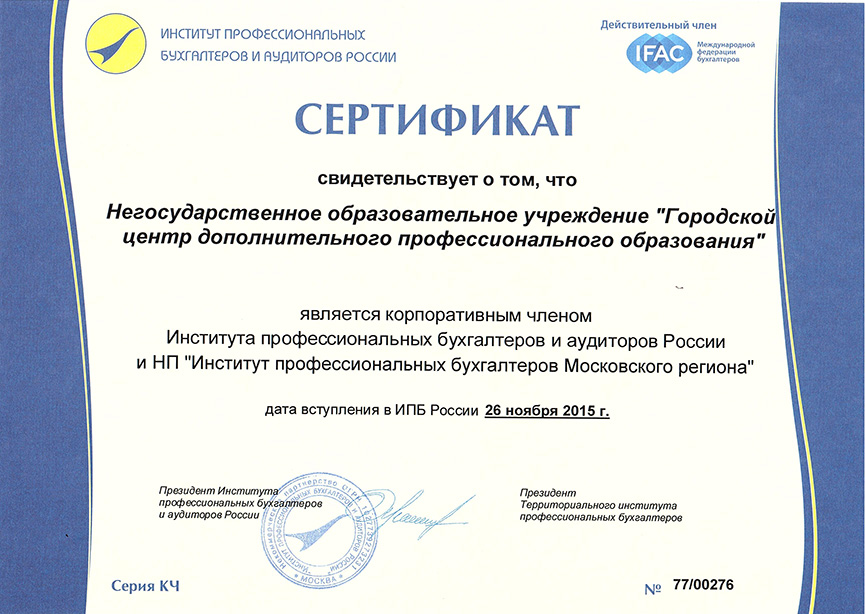 ИНСТИТУТ ПРОФЕССИОНАЛЬНЫХ
БУХГАЛТЕРОВ И АУДИТОРОВ РОССИИ
Действительный член
IFAC
Международной
федерации
бухгалтеров
СЕРТИФИКАТ
свидетельствует о том, что
Негосударственное образовательное учреждение "Городской
центр дополнительного профессионального образования"
является корпоративным членом
Института профессиональных бухгалтеров и аудиторов России
и НП "Институт профессиональных бухгалтеров Московского региона"
дата вступления в ИПБ России 26 ноября 2015 г.
Президент Института
профессиональных бухгалтеров
и аудиторов России
Президент
Территориального института
профессиональных бухгалтеров
Некоммерческое партнерство ОГРН
МОСКВА
Серия КЧ
№ 77/00276